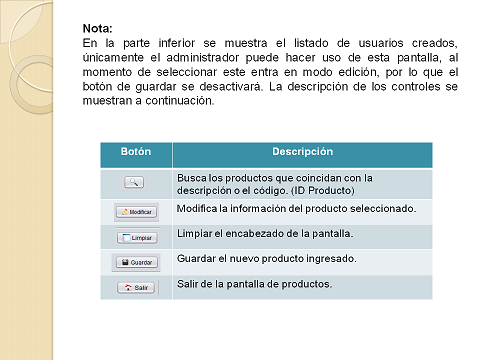 Nota:
En la parte inferior se muestra el listado de usuarios creados,
únicamente el administrador puede hacer uso de esta pantalla, al
momento de seleccionar este entra en modo edición, por lo que el
botón de guardar se desactivará. La descripción de los controles se
muestran a continuación.
Botón Descripción
Busca los productos que coincidan con la
descripción o el código. (ID Producto)
Modificar Modifica la información del producto seleccionado.
Limpiar Limpiar el encabezado de la pantalla.
Guardar Guardar el nuevo producto ingresado.
Salir Salir de la pantalla de productos.